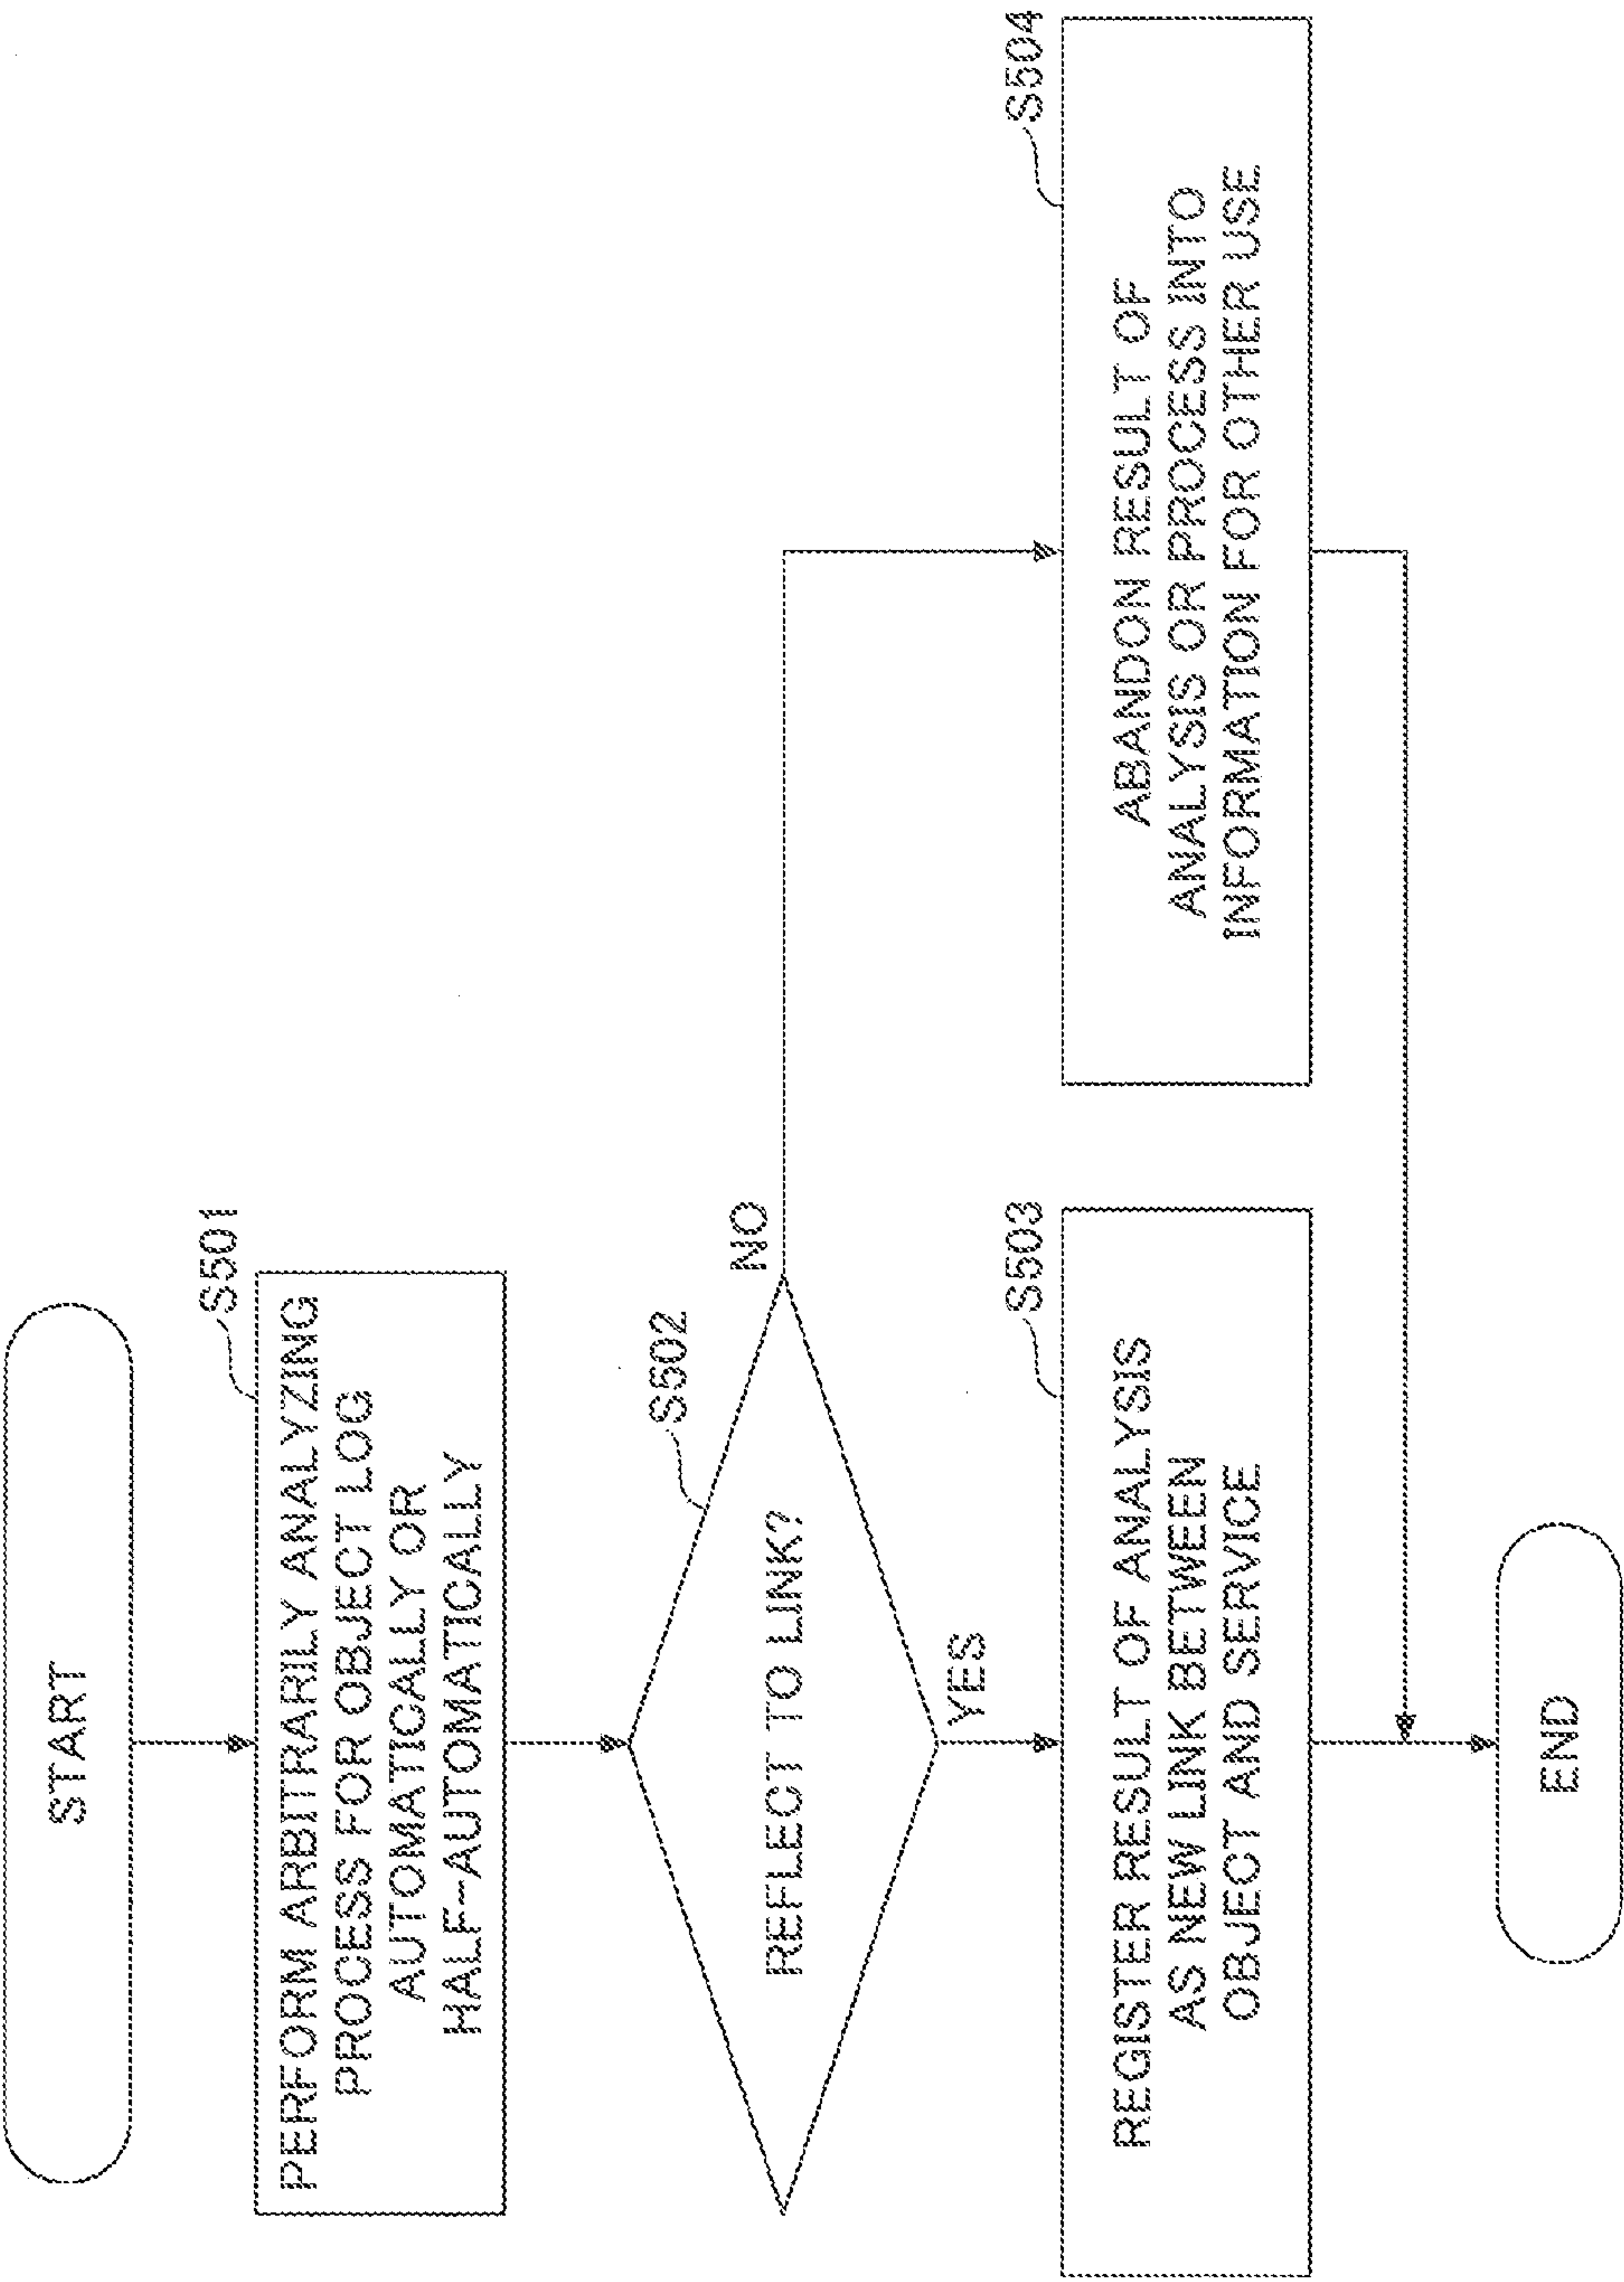 START
S501
PERFORM ARBITRARILY ANALYZING
PROCESS FOR OBJECT LOG
AUTOMATICALLY OR
HALF-AUTOMATICALLY
S502
REFLECT TO LINK?
NO
YES
S503
REGISTER RESULT OF ANALYSIS
AS NEW LINK BETWEEN
OBJECT AND SERVICE
S504
ABANDON RESULT OF
ANALYSIS OR PROCESS INTO
INFORMATION FOR OTHER USE
END